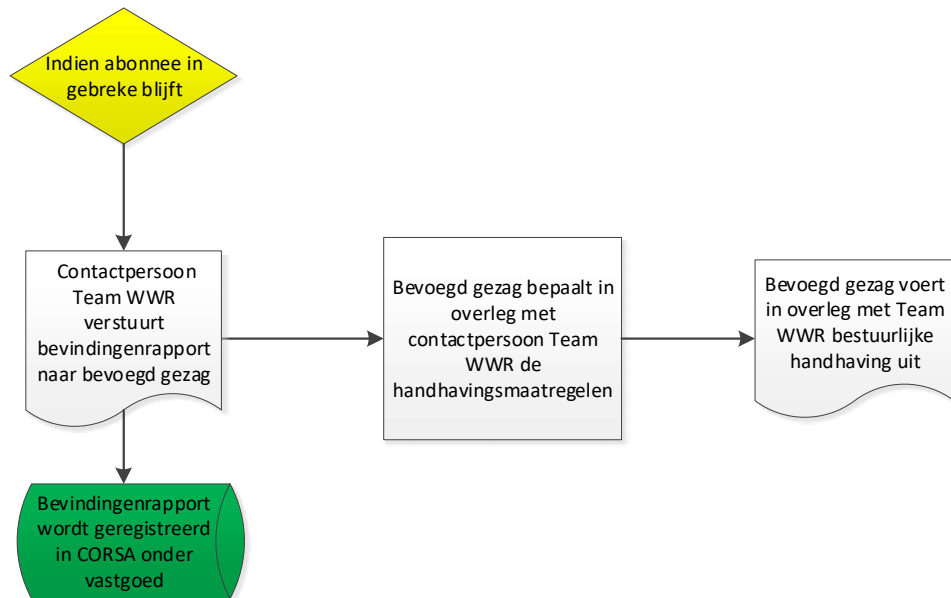 Indien abonnee in
gebreke blijft
Contactpersoon
Team WWR
verstuurt
bevindingenrapport
naar bevoegd gezag
Bevoegd gezag bepaalt in
overleg met
contactpersoon Team
WWR de
handhavingsmaatregelen
Bevoegd gezag voert
in overleg met Team
WWR bestuurlijke
handhaving uit
Bevindingenrapport
wordt geregistreerd
in CORSA onder
vastgoed